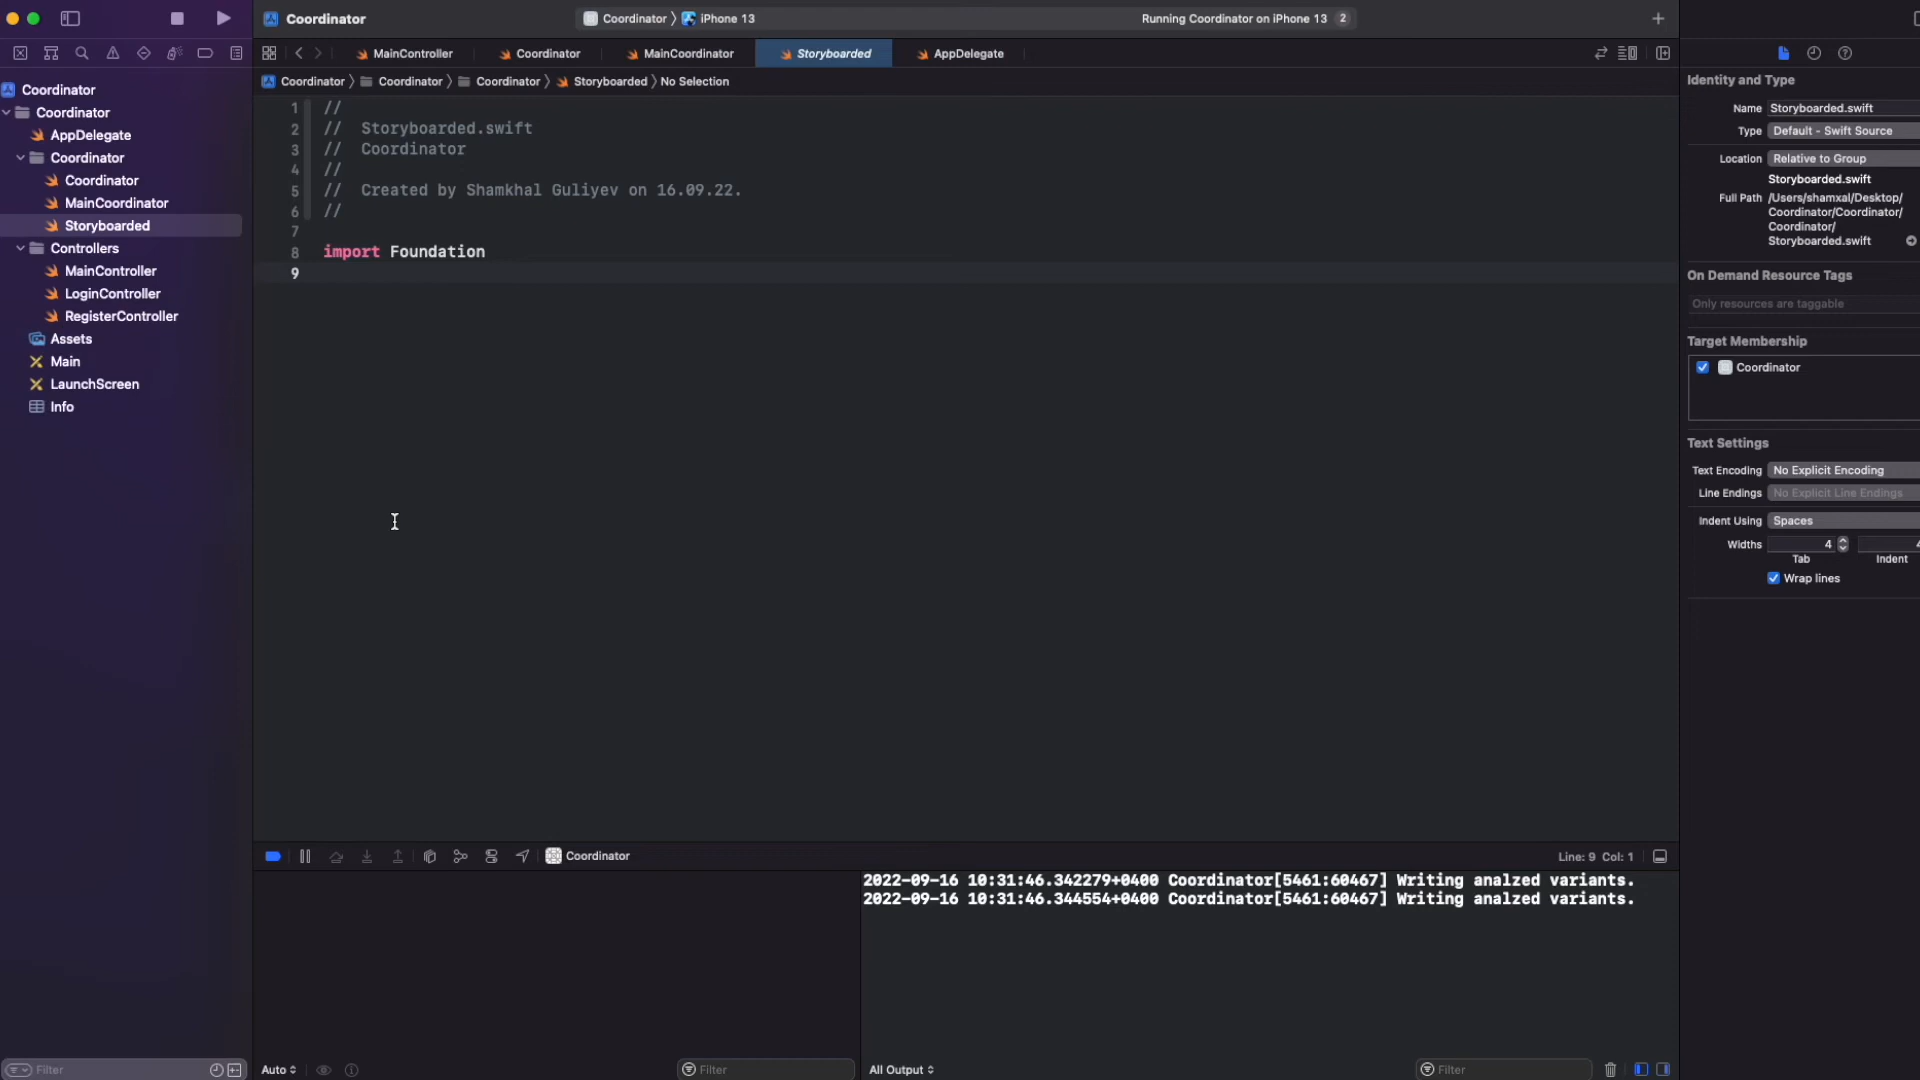 Coordinator
Coordinator 〉 iPhone 13
Running Coordinator on iPhone 13 2
MainController
Coordinator
MainCoordinator
Storyboarded
AppDelegate
Coordinator 〉 Coordinator 〉 Coordinator 〉 Storyboarded 〉 No Selection
Coordinator
Coordinator
AppDelegate
Coordinator
Coordinator
MainCoordinator
Storyboarded
Controllers
MainController
LoginController
RegisterController
Assets
Main
LaunchScreen
Info
Filter
1 //
2 //  Storyboarded.swift
3 //  Coordinator
4 //
5 //  Created by Shamkhal Guliyev on 16.09.22.
6 //
7
8 import Foundation
9
Coordinator
Line: 9 Col: 1
2022-09-16 10:31:46.342279+0400 Coordinator[5461:60467] Writing analzed variants.
2022-09-16 10:31:46.344554+0400 Coordinator[5461:60467] Writing analzed variants.
Auto
Filter
All Output
Filter
Identity and Type
Name Storyboarded.swift
Type Default - Swift Source
Location Relative to Group
Storyboarded.swift
Full Path /Users/shamxal/Desktop/
Coordinator/Coordinator/
Coordinator/
Storyboarded.swift
On Demand Resource Tags
Only resources are taggable
Target Membership
Coordinator
Text Settings
Text Encoding No Explicit Encoding
Line Endings No Explicit Line Endings
Indent Using Spaces
Widths 4 4
Tab Indent
Wrap lines